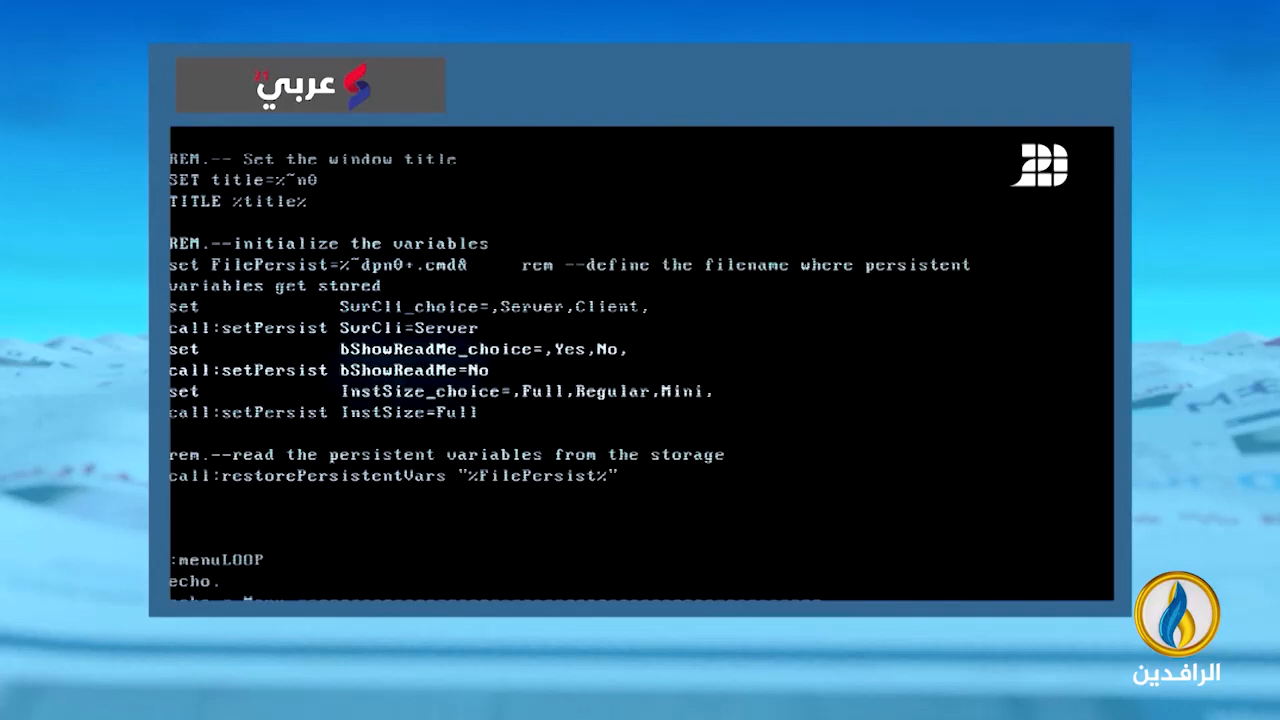 عربي21
REM.-- Set the window title
SET title=%~n0
TITLE %title%
REM.--initialize the variables
set FilePersist=%~dpn0+.cmd&     rem --define the filename where persistent
variables get stored
set             SvrCli_choice=,Server,Client,
call:setPersist SvrCli=Server
set             bShowReadMe_choice=,Yes,No,
call:setPersist bShowReadMe=No
set             InstSize_choice=,Full,Regular,Mini,
call:setPersist InstSize=Full
rem.--read the persistent variables from the storage
call:restorePersistentVars "%FilePersist%"
:menuLOOP
echo.
الرافدين